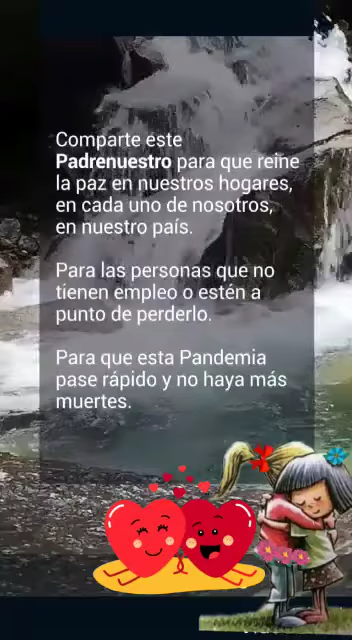 Comparte este
Padrenuestro para que reine
la paz en nuestros hogares,
en cada uno de nosotros,
en nuestro país.
Para las personas que no
tienen empleo o estén a
punto de perderlo.
Para que esta Pandemia
pase rápido y no haya más
muertes.